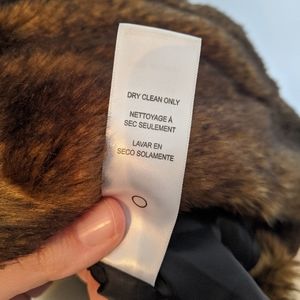 DRY CLEAN ONLY
NETTOYAGE À
SEC SEULEMENT
LAVAR EN
SECO SOLAMENTE